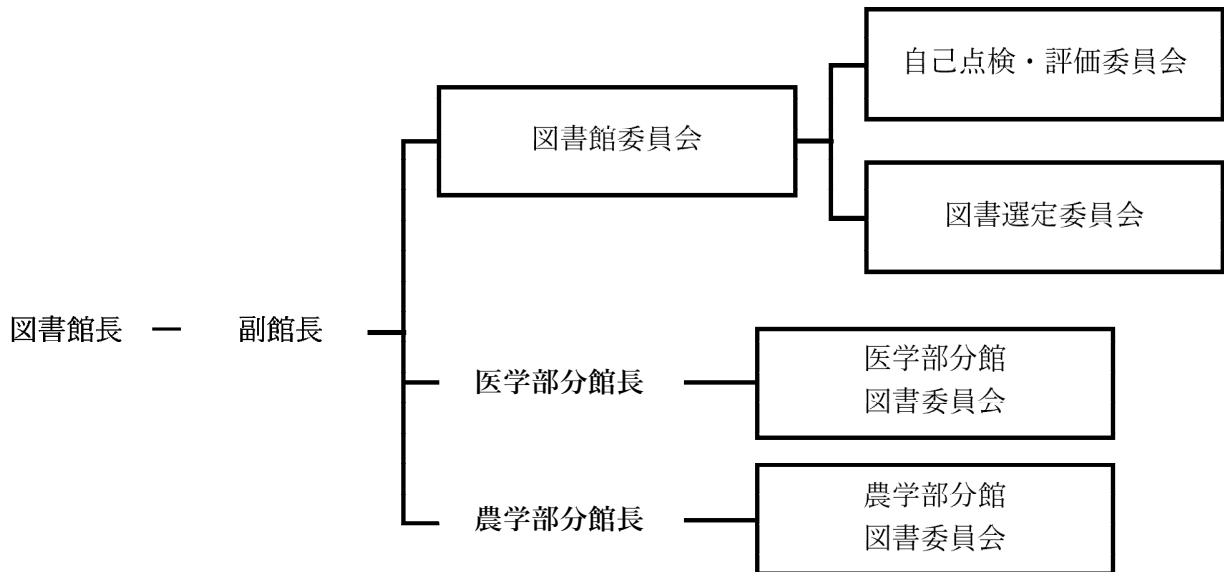 自己点検・評価委員会
図書館委員会
図書選定委員会
図書館長 ― 副館長
医学部分館長
医学部分館
図書委員会
農学部分館長
農学部分館
図書委員会